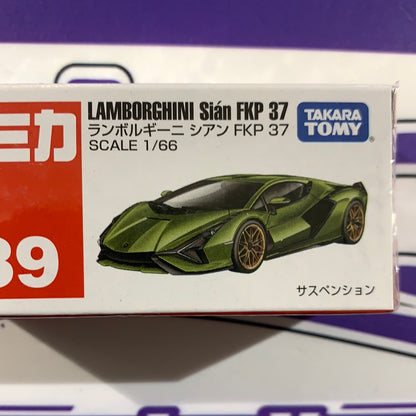 LAMBORGHINI Sián FKP 37
ランボルギーニ シアン FKP 37
SCALE 1/66
TAKARA
TOMY
ミカ
39
サスペンション